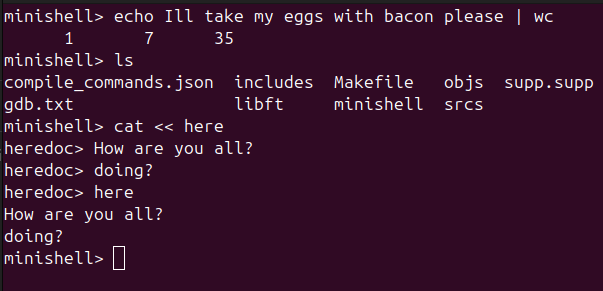 minishell> echo Ill take my eggs with bacon please | wc
      1       7      35
minishell> ls
compile_commands.json  includes  Makefile   objs  supp.supp
gdb.txt                libft     minishell  srcs
minishell> cat << here
heredoc> How are you all?
heredoc> doing?
heredoc> here
How are you all?
doing?
minishell>